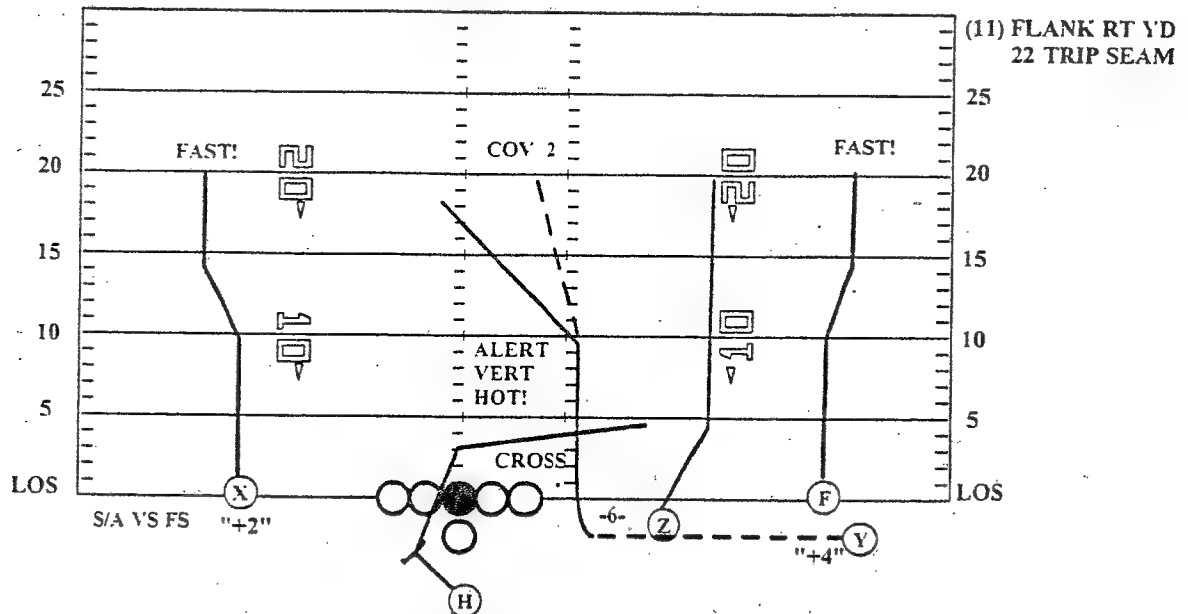 (11) FLANK RT YD
22 TRIP SEAM
25
25
FAST!
COV 2
FAST!
20
20
20
20
15
15
10
10
10
10
ALERT
VERT
HOT!
5
5
CROSS
LOS
X
-6-
Z
F
LOS
S/A VS FS
"+2"
"+4"
Y
H